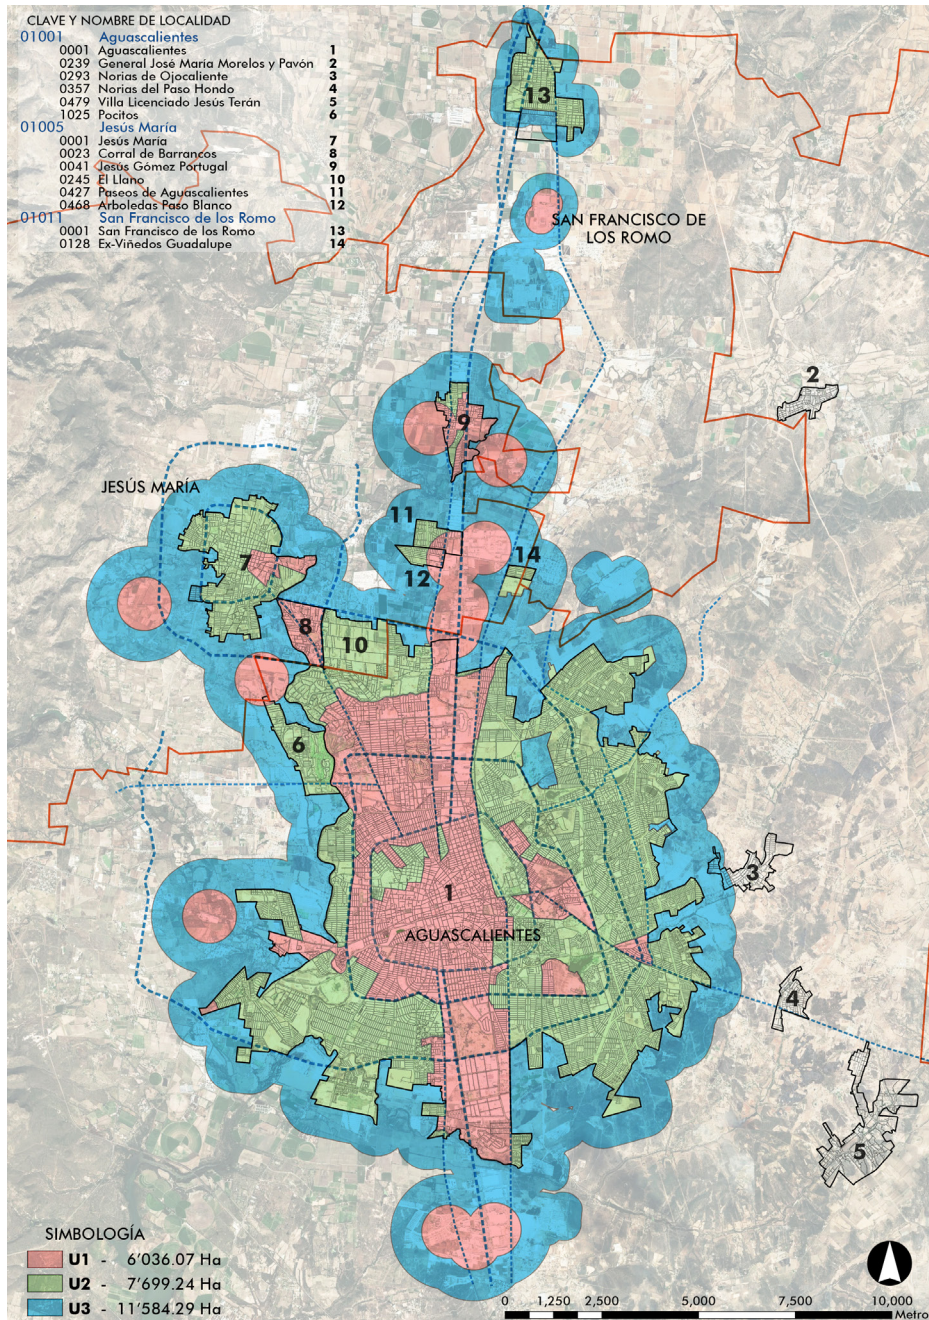 CLAVE Y NOMBRE DE LOCALIDAD
01001 Aguascalientes
0001 Aguascalientes 1
0239 General José María Morelos y Pavón 2
0293 Norias de Ojocaliente 3
0357 Norias del Paso Hondo 4
0479 Villa Licenciado Jesús Terán 5
1025 Pocitos 6
01005 Jesús María
0001 Jesús María 7
0023 Corral de Barrancos 8
0041 Jesús Gómez Portugal 9
0245 El Llano 10
0427 Paseos de Aguascalientes 11
0468 Arboledas Paso Blanco 12
01011 San Francisco de los Romo
0001 San Francisco de los Romo 13
0128 Ex-Viñedos Guadalupe 14
13
SAN FRANCISCO DE
LOS ROMO
2
9
JESÚS MARÍA
11
14
7
12
8
10
6
3
1
AGUASCALIENTES
4
5
SIMBOLOGÍA
U1 - 6'036.07 Ha
U2 - 7'699.24 Ha
U3 - 11'584.29 Ha
0 1,250 2,500 5,000 7,500 10,000
Metro